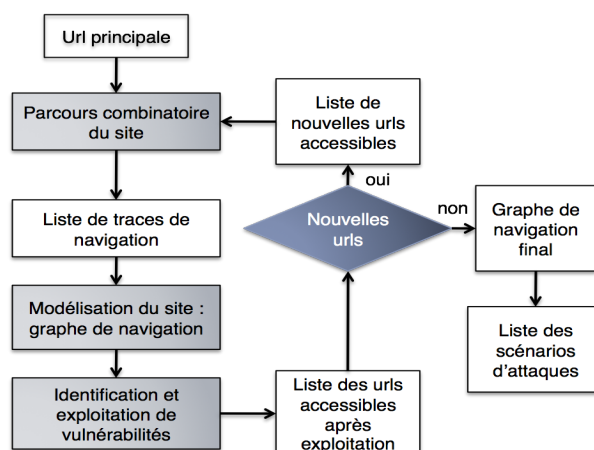 Url principale
Parcours combinatoire
du site
Liste de traces de
navigation
Modélisation du site :
graphe de navigation
Identification et
exploitation de
vulnérabilités
Liste des urls
accessibles
après
exploitation
Nouvelles
urls
oui
Liste de
nouvelles urls
accessibles
non
Graphe de
navigation
final
Liste des
scénarios
d'attaques